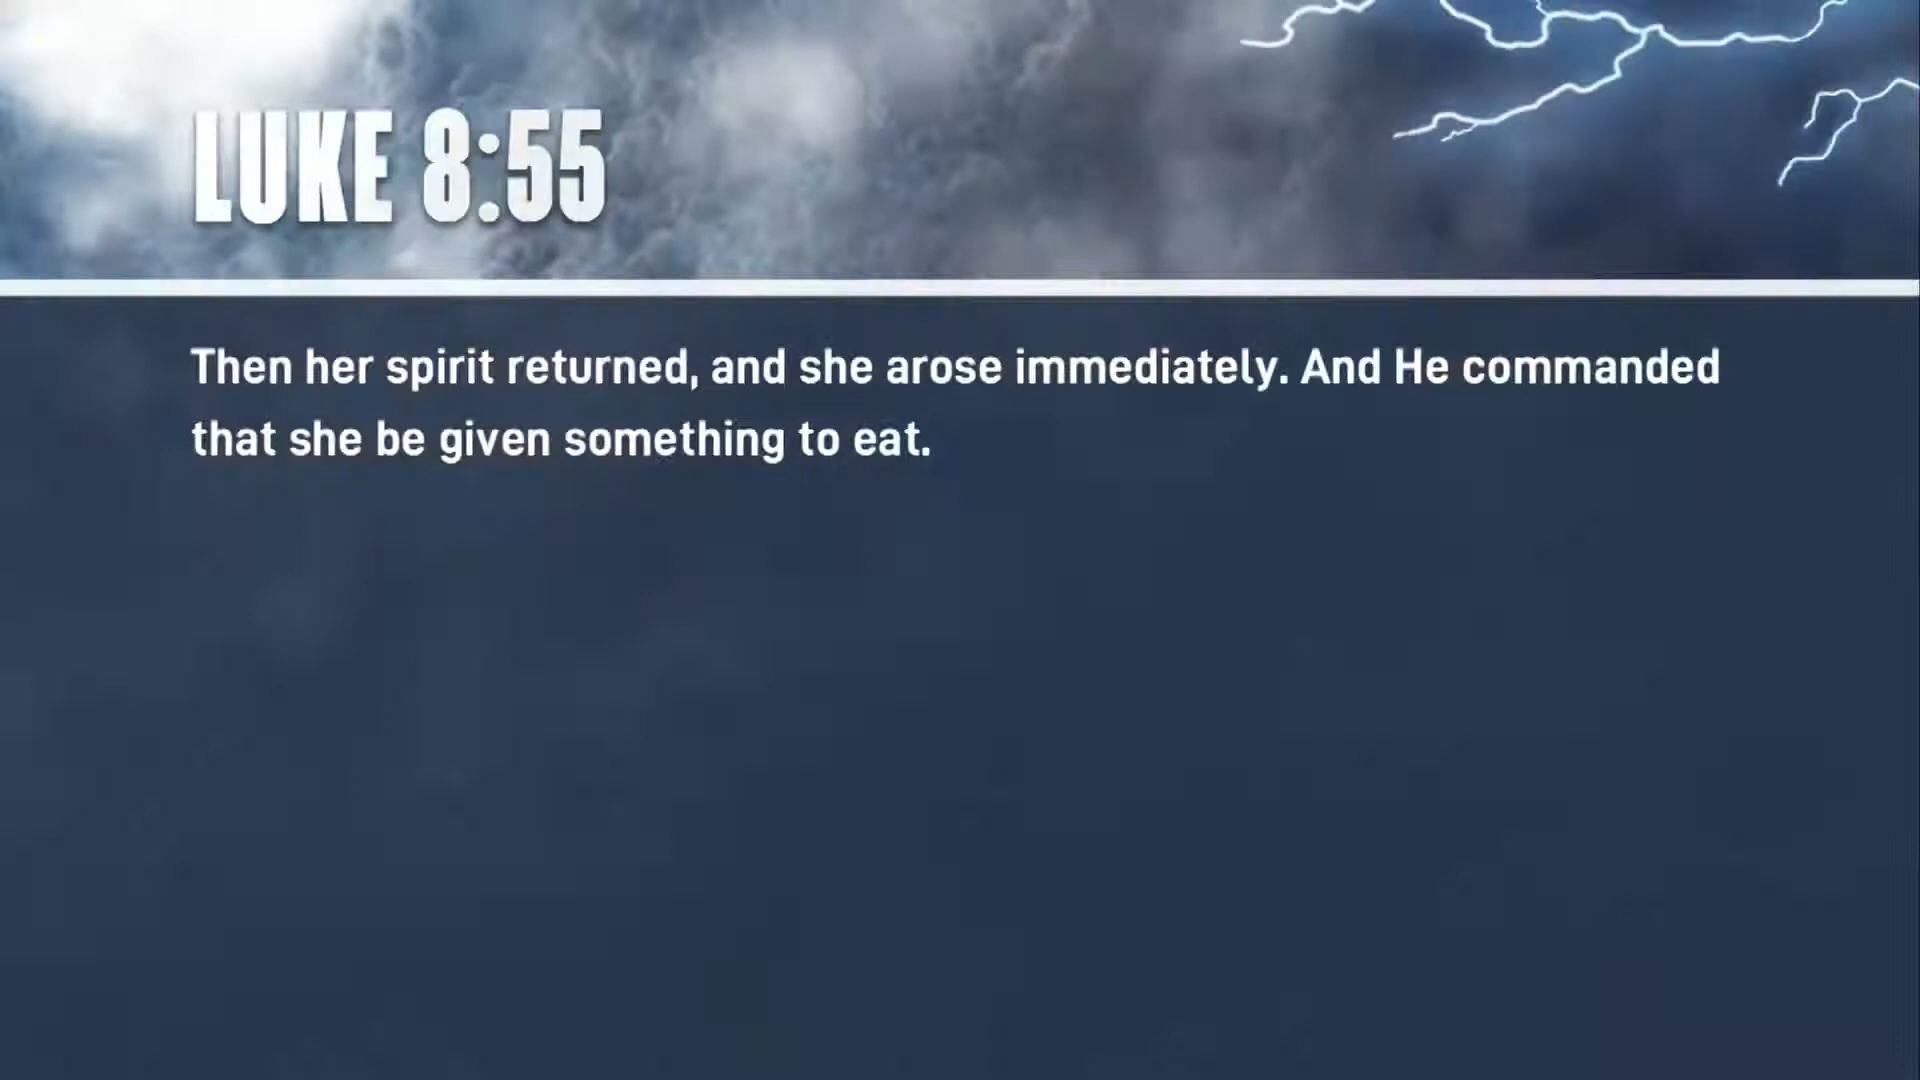 LUKE 8:55
Then her spirit returned, and she arose immediately. And He commanded
that she be given something to eat.